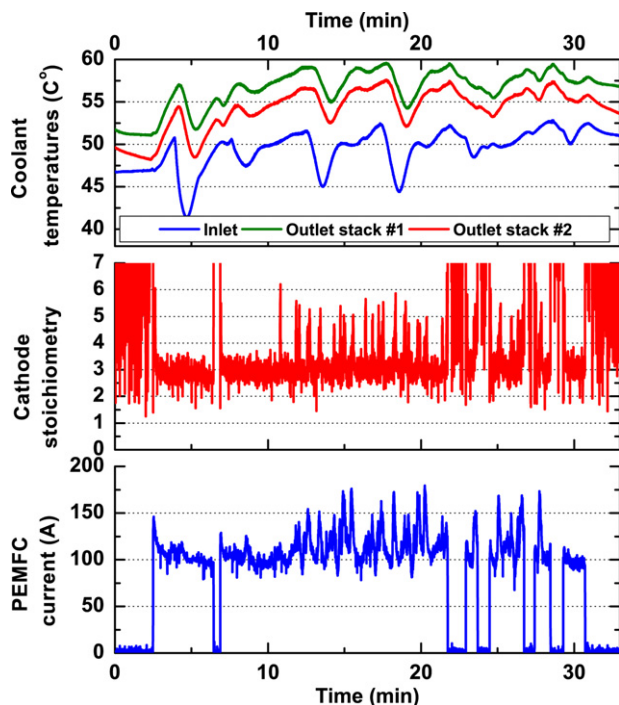 Time (min)
0 10 20 30
60
55
50
45
40
Coolant
temperatures (C°)
Inlet Outlet stack #1 Outlet stack #2
7
6
5
4
3
2
1
0
Cathode
stoichiometry
200
150
100
50
0
PEMFC
current (A)
0 10 20 30
Time (min)